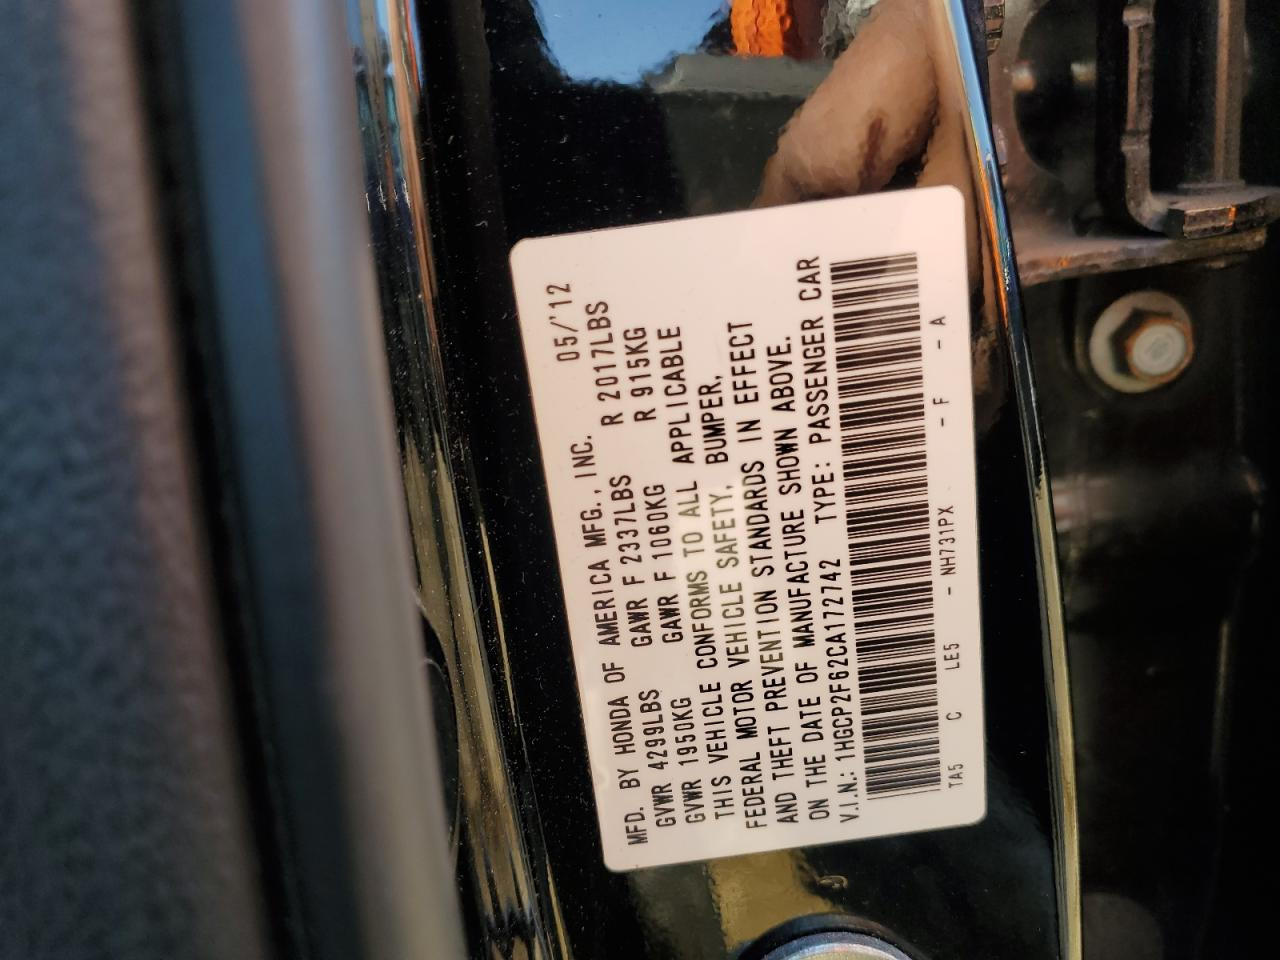 MFD. BY HONDA OF AMERICA MFG., INC. 05/'12
GVWR 4299LBS GAWR F 2337LBS R 2017LBS
GVWR 1950KG GAWR F 1060KG R 915KG
THIS VEHICLE CONFORMS TO ALL APPLICABLE
FEDERAL MOTOR VEHICLE SAFETY, BUMPER,
AND THEFT PREVENTION STANDARDS IN EFFECT
ON THE DATE OF MANUFACTURE SHOWN ABOVE.
V.I.N.: 1HGCP2F62CA172742 TYPE: PASSENGER CAR
TA5 C LE5 - NH731PX - F - A